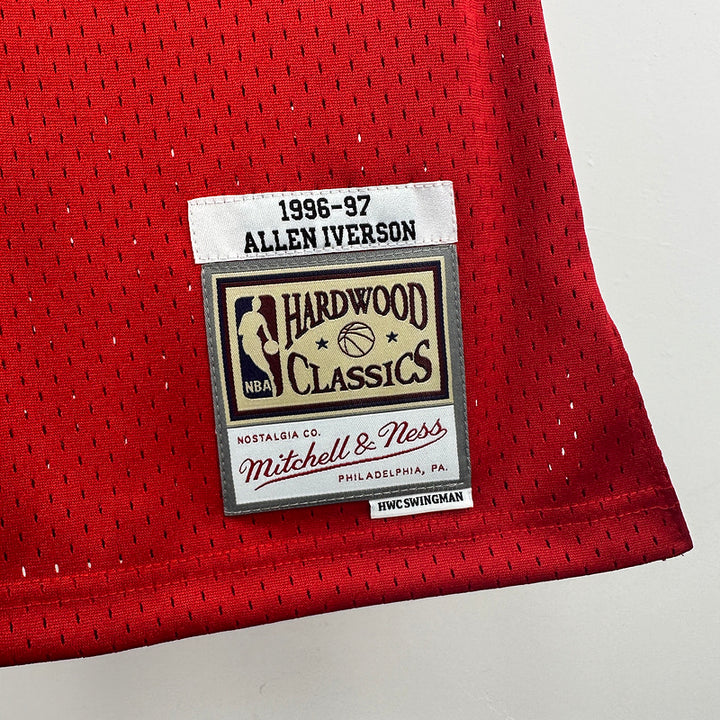 1996-97
ALLEN IVERSON
HARDWOOD
CLASSICS
NBA
NOSTALGIA CO.
Mitchell & Ness
PHILADELPHIA, PA.
HWC SWINGMAN